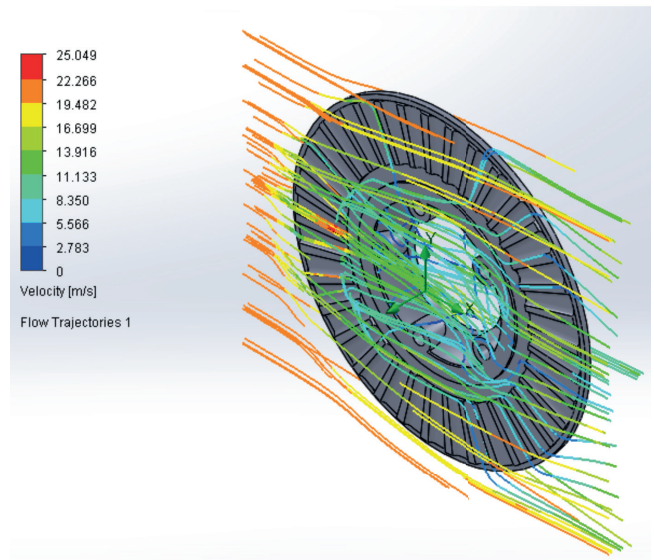 25.049
22.266
19.482
16.699
13.916
11.133
8.350
5.566
2.783
0
Velocity [m/s]
Flow Trajectories 1
Y
X